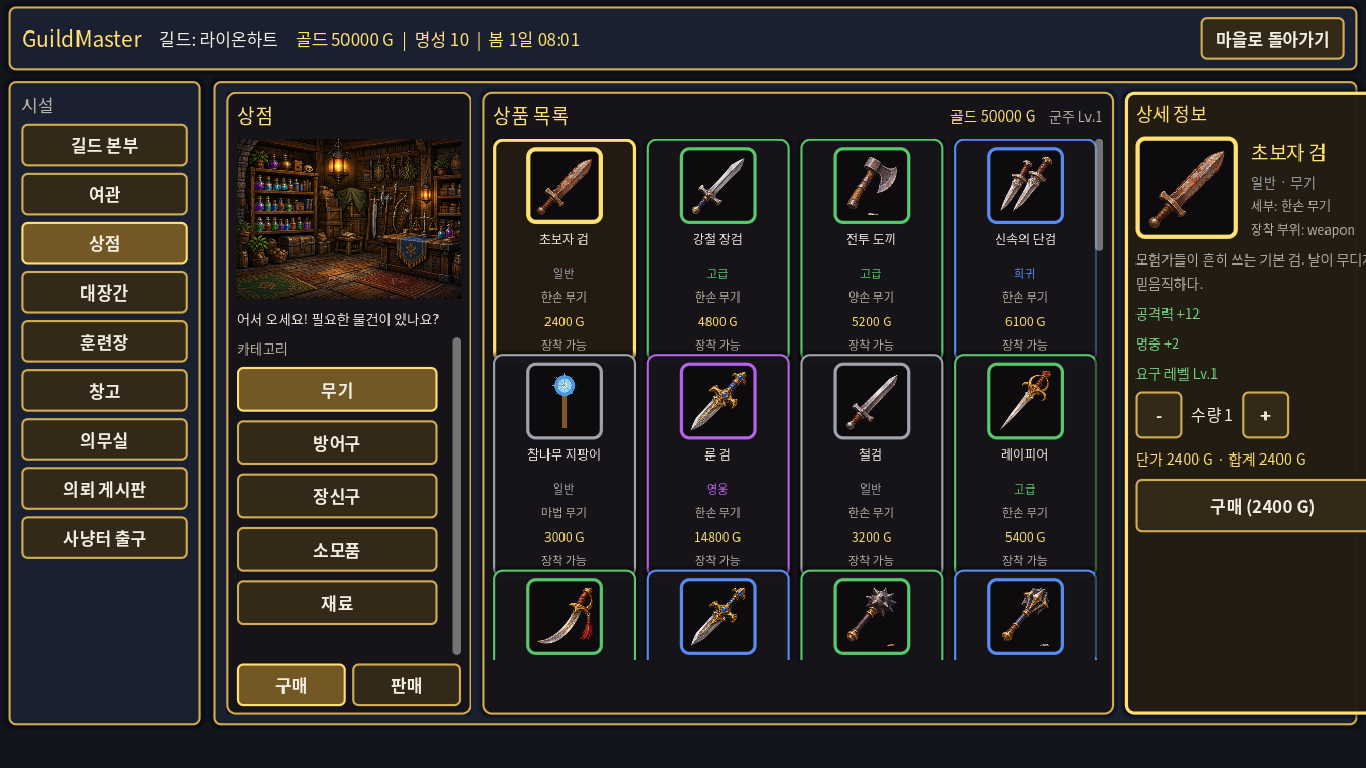 GuildMaster 길드: 라이온하트 골드 50000 G | 명성 10 | 봄 1일 08:01
마을로 돌아가기
시설
길드 본부
여관
상점
대장간
훈련장
창고
의무실
의뢰 게시판
사냥터 출구
상점
어서 오세요! 필요한 물건이 있나요?
카테고리
무기
방어구
장신구
소모품
재료
구매 판매
상품 목록 골드 50000 G 군주 Lv.1
초보자 검
일반
한손 무기
2400 G
장착 가능
강철 장검
고급
한손 무기
4800 G
장착 가능
전투 도끼
고급
양손 무기
5200 G
장착 가능
신속의 단검
희귀
한손 무기
6100 G
장착 가능
참나무 지팡이
일반
마법 무기
3000 G
장착 가능
룬 검
영웅
한손 무기
14800 G
장착 가능
철검
일반
한손 무기
3200 G
장착 가능
레이피어
고급
한손 무기
5400 G
장착 가능
상세 정보
초보자 검
일반 · 무기
세부: 한손 무기
장착 부위: weapon
모험가들이 흔히 쓰는 기본 검. 날이 무디
믿음직하다.
공격력 +12
명중 +2
요구 레벨 Lv.1
- 수량 1 +
단가 2400 G · 합계 2400 G
구매 (2400 G)